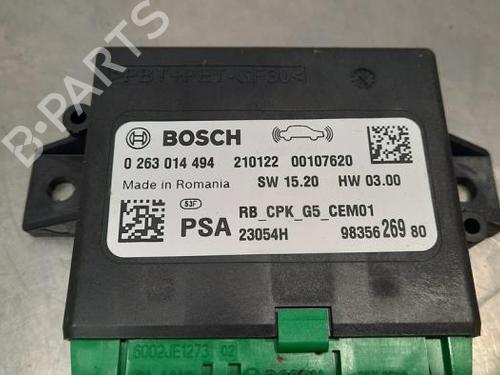 B-PARTS
>PBT+PET-GF30<
BOSCH
0 263 014 494 210122 00107620
Made in Romania SW 15.20 HW 03.00
53F RB_CPK_G5_CEM01
PSA 23054H 98356 269 80
6002JE1273 02